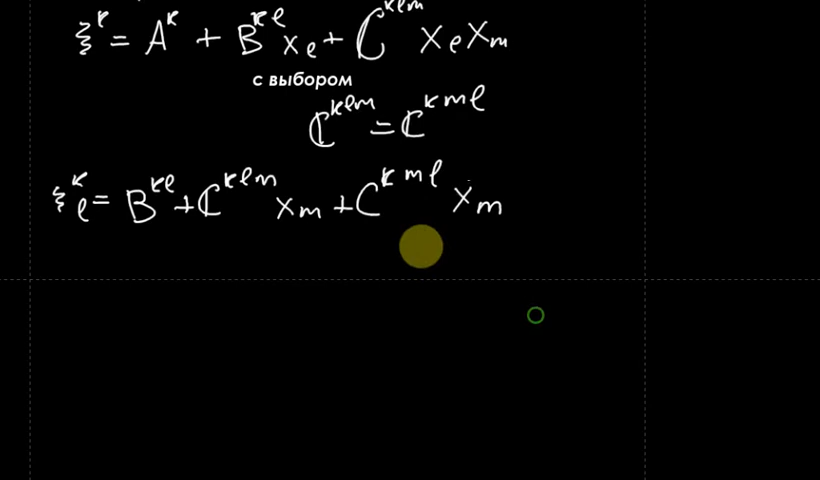 ξ^k = A^k + B^{kl} x_l + C^{klm} x_l x_m
с выбором
C^{klm} = C^{kml}
ξ^k_l = B^{kl} + C^{klm} x_m + C^{kml} x_m